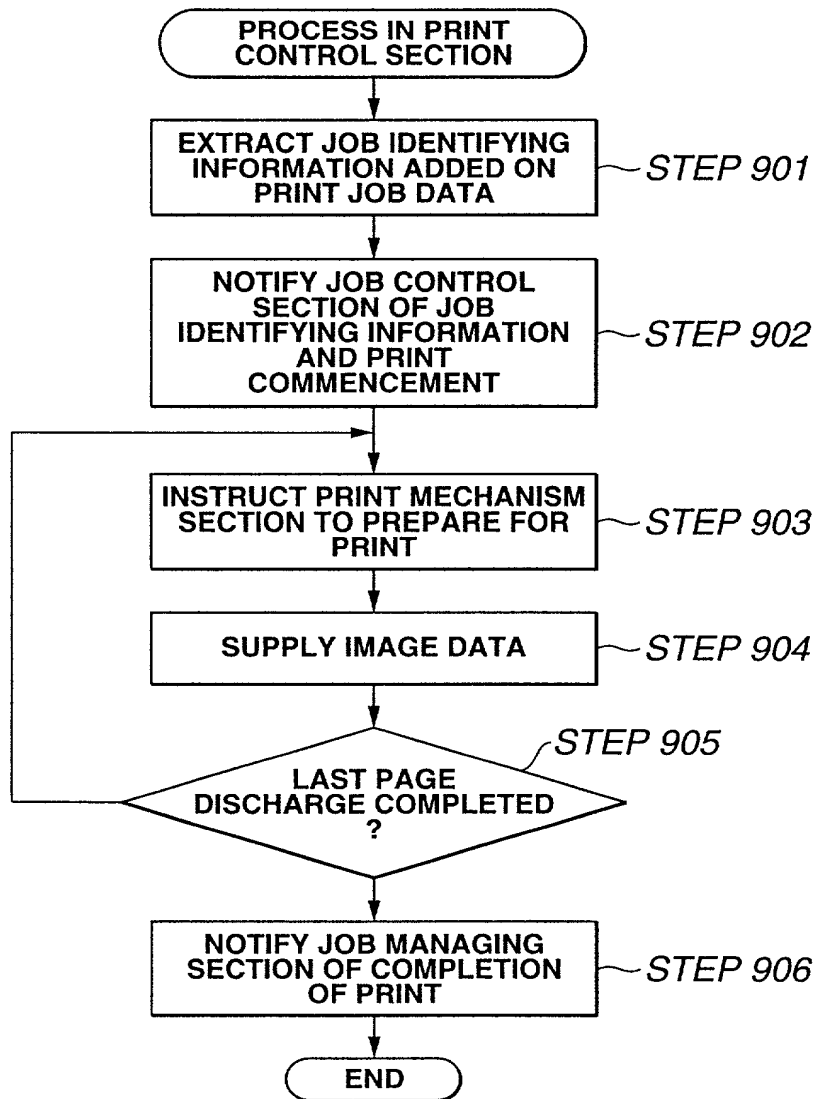 PROCESS IN PRINT
CONTROL SECTION
EXTRACT JOB IDENTIFYING
INFORMATION ADDED ON
PRINT JOB DATA
STEP 901
NOTIFY JOB CONTROL
SECTION OF JOB
IDENTIFYING INFORMATION
AND PRINT
COMMENCEMENT
STEP 902
INSTRUCT PRINT MECHANISM
SECTION TO PREPARE FOR
PRINT
STEP 903
SUPPLY IMAGE DATA
STEP 904
STEP 905
LAST PAGE
DISCHARGE COMPLETED
?
NOTIFY JOB MANAGING
SECTION OF COMPLETION
OF PRINT
STEP 906
END